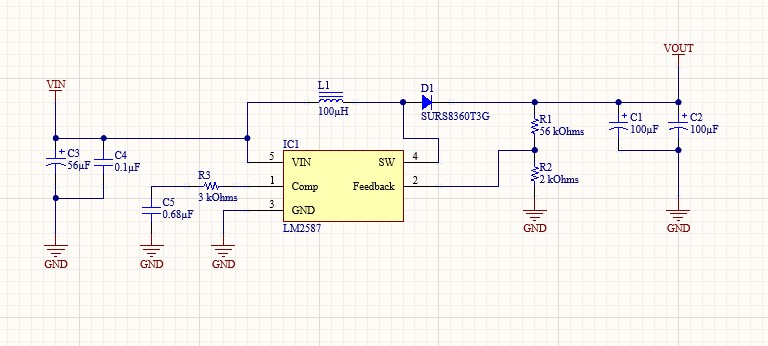 VOUT
VIN
L1
100µH
D1
SURS8360T3G
R1
56 kOhms
C1
100µF
C2
100µF
C3
56µF
C4
0.1µF
IC1
5 VIN SW 4
1 Comp Feedback 2
3 GND
LM2587
R3
3 kOhms
C5
0.68µF
R2
2 kOhms
GND
GND
GND
GND
GND